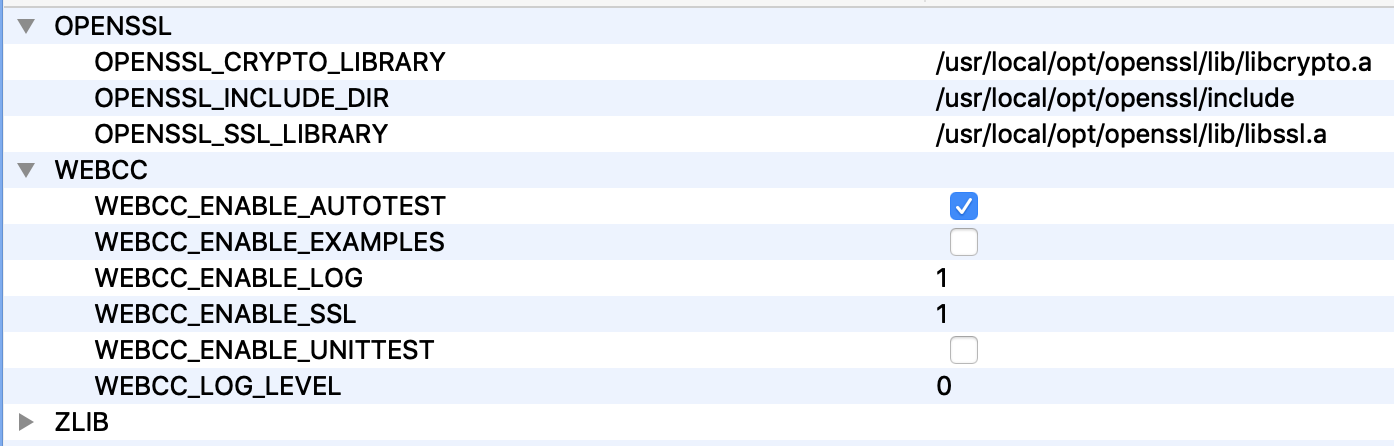 OPENSSL
OPENSSL_CRYPTO_LIBRARY /usr/local/opt/openssl/lib/libcrypto.a
OPENSSL_INCLUDE_DIR /usr/local/opt/openssl/include
OPENSSL_SSL_LIBRARY /usr/local/opt/openssl/lib/libssl.a
WEBCC
WEBCC_ENABLE_AUTOTEST
WEBCC_ENABLE_EXAMPLES
WEBCC_ENABLE_LOG 1
WEBCC_ENABLE_SSL 1
WEBCC_ENABLE_UNITTEST
WEBCC_LOG_LEVEL 0
ZLIB